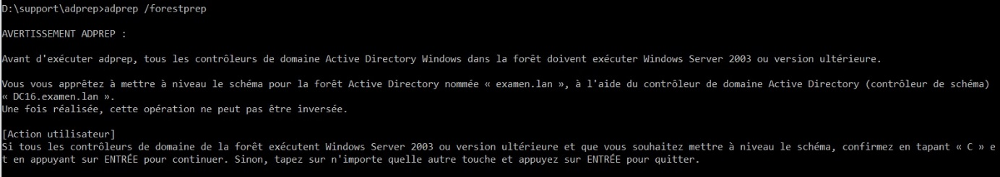 D:\support\adprep>adprep /forestprep
AVERTISSEMENT ADPREP :
Avant d'exécuter adprep, tous les contrôleurs de domaine Active Directory Windows dans la forêt doivent exécuter Windows Server 2003 ou version ultérieure.
Vous vous apprêtez à mettre à niveau le schéma pour la forêt Active Directory nommée « examen.lan », à l'aide du contrôleur de domaine Active Directory (contrôleur de schéma)
« DC16.examen.lan ».
Une fois réalisée, cette opération ne peut pas être inversée.
[Action utilisateur]
Si tous les contrôleurs de domaine de la forêt exécutent Windows Server 2003 ou version ultérieure et que vous souhaitez mettre à niveau le schéma, confirmez en tapant « C » e
t en appuyant sur ENTRÉE pour continuer. Sinon, tapez sur n'importe quelle autre touche et appuyez sur ENTRÉE pour quitter.